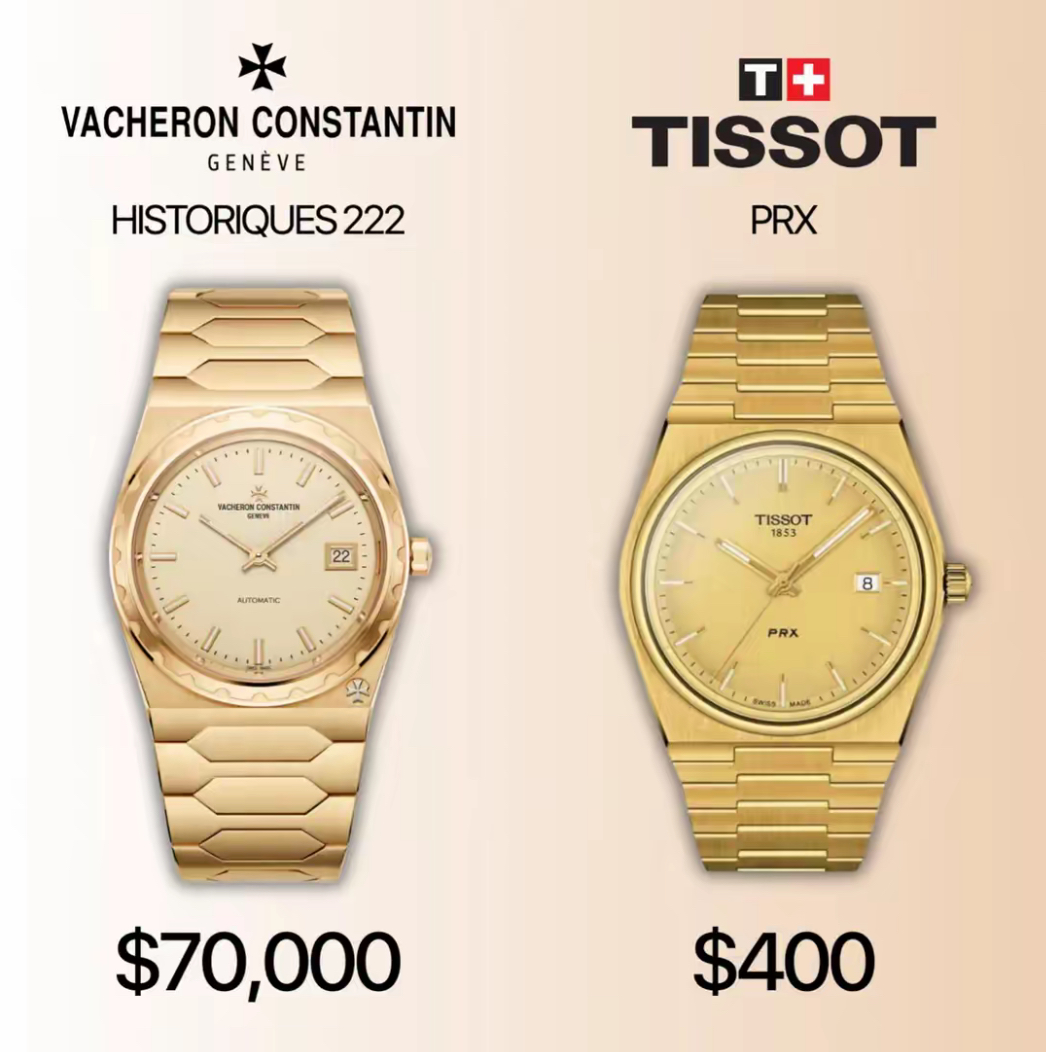 VACHERON CONSTANTIN
GENÈVE
HISTORIQUES 222
VACHERON CONSTANTIN
GENÈVE
22
AUTOMATIC
$70,000
T+
TISSOT
PRX
TISSOT
1853
8
PRX
SWISS MADE
$400